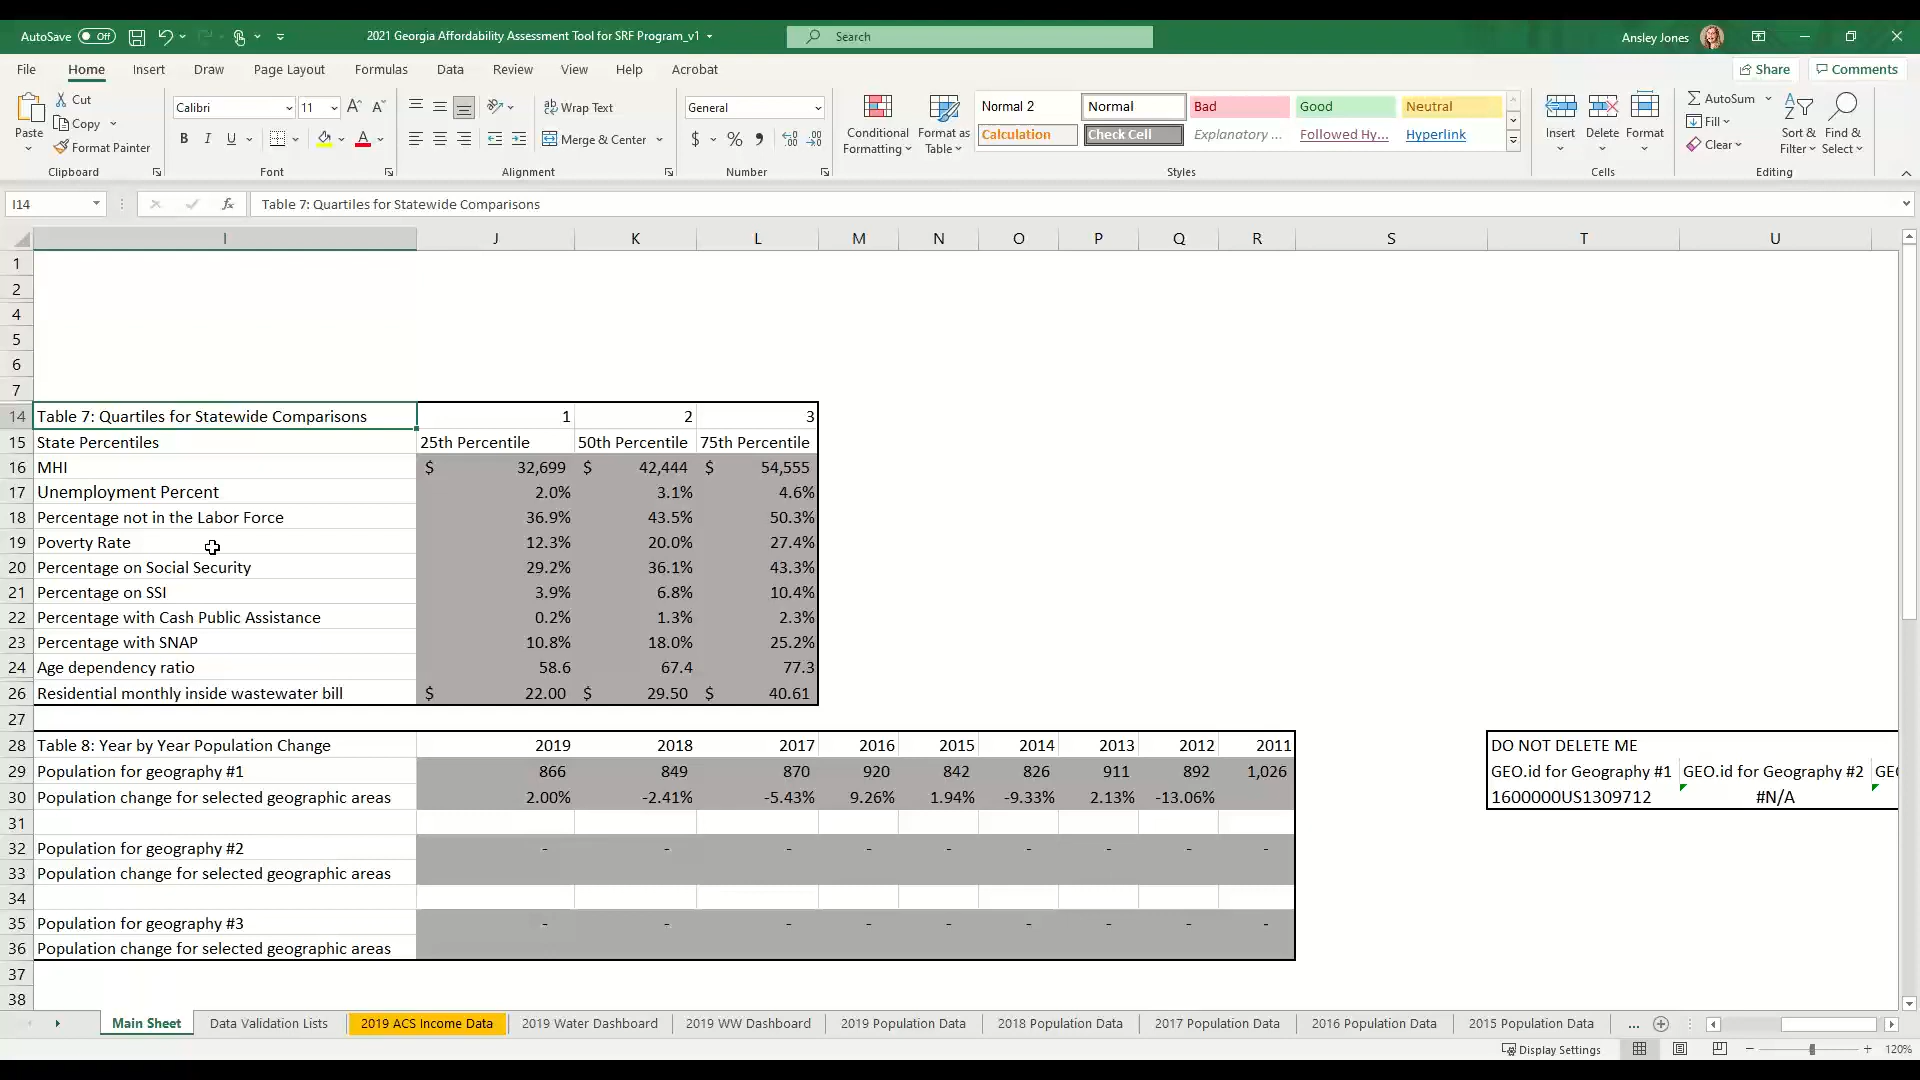 AutoSave Off 2021 Georgia Affordability Assessment Tool for SRF Program_v1 Search Ansley Jones
File Home Insert Draw Page Layout Formulas Data Review View Help Acrobat Share Comments
Paste Cut Copy Format Painter Clipboard
Calibri 11 A A B I U A Font
Wrap Text Merge & Center Alignment
General $ % Number
Conditional Formatting Format as Table
Normal 2 Normal Bad Good Neutral
Calculation Check Cell Explanatory ... Followed Hy... Hyperlink
Styles
Insert Delete Format Cells
AutoSum Fill Clear Sort & Filter Find & Select Editing
I14 fx Table 7: Quartiles for Statewide Comparisons
I J K L M N O P Q R S T U
1
2
4
5
6
7
14 Table 7: Quartiles for Statewide Comparisons 1 2 3
15 State Percentiles 25th Percentile 50th Percentile 75th Percentile
16 MHI $ 32,699 $ 42,444 $ 54,555
17 Unemployment Percent 2.0% 3.1% 4.6%
18 Percentage not in the Labor Force 36.9% 43.5% 50.3%
19 Poverty Rate 12.3% 20.0% 27.4%
20 Percentage on Social Security 29.2% 36.1% 43.3%
21 Percentage on SSI 3.9% 6.8% 10.4%
22 Percentage with Cash Public Assistance 0.2% 1.3% 2.3%
23 Percentage with SNAP 10.8% 18.0% 25.2%
24 Age dependency ratio 58.6 67.4 77.3
26 Residential monthly inside wastewater bill $ 22.00 $ 29.50 $ 40.61
27
28 Table 8: Year by Year Population Change 2019 2018 2017 2016 2015 2014 2013 2012 2011 DO NOT DELETE ME
29 Population for geography #1 866 849 870 920 842 826 911 892 1,026 GEO.id for Geography #1 GEO.id for Geography #2 GEO
30 Population change for selected geographic areas 2.00% -2.41% -5.43% 9.26% 1.94% -9.33% 2.13% -13.06% 1600000US1309712 #N/A
31
32 Population for geography #2 - - - - - - - - -
33 Population change for selected geographic areas
34
35 Population for geography #3 - - - - - - - - -
36 Population change for selected geographic areas
37
38
Main Sheet Data Validation Lists 2019 ACS Income Data 2019 Water Dashboard 2019 WW Dashboard 2019 Population Data 2018 Population Data 2017 Population Data 2016 Population Data 2015 Population Data ...
Display Settings 120%